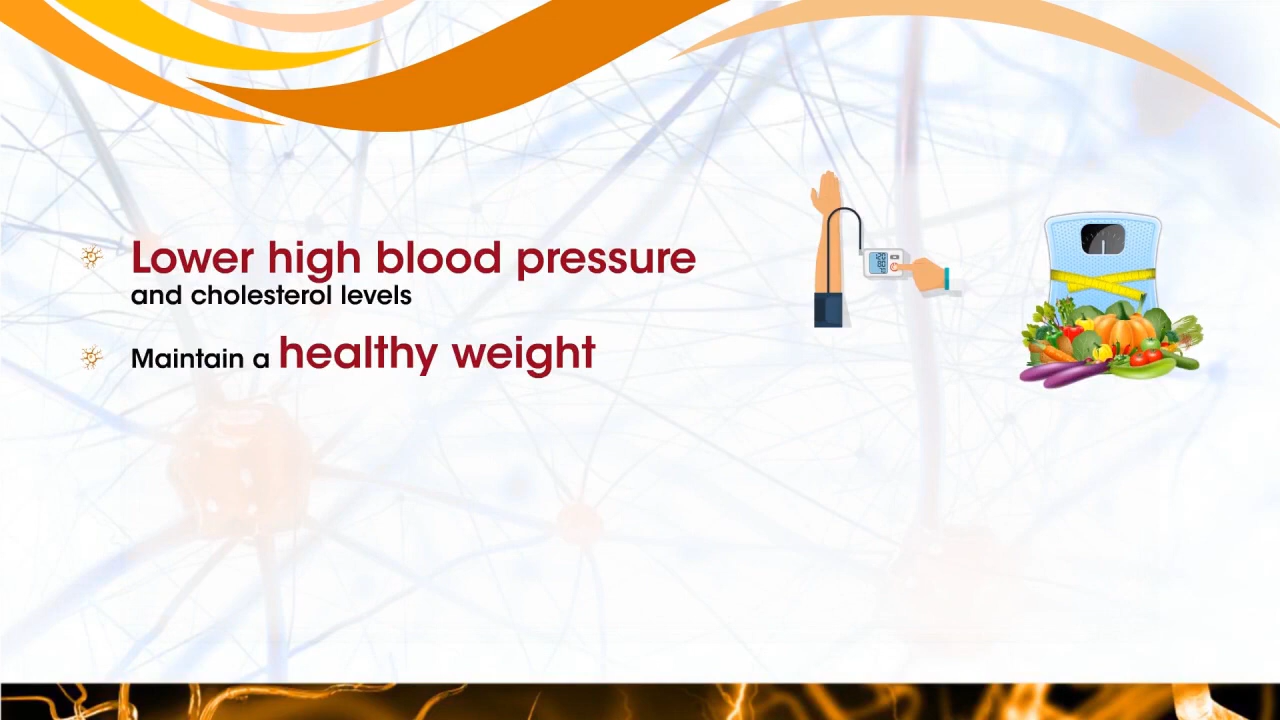 Lower high blood pressure
and cholesterol levels
Maintain a healthy weight